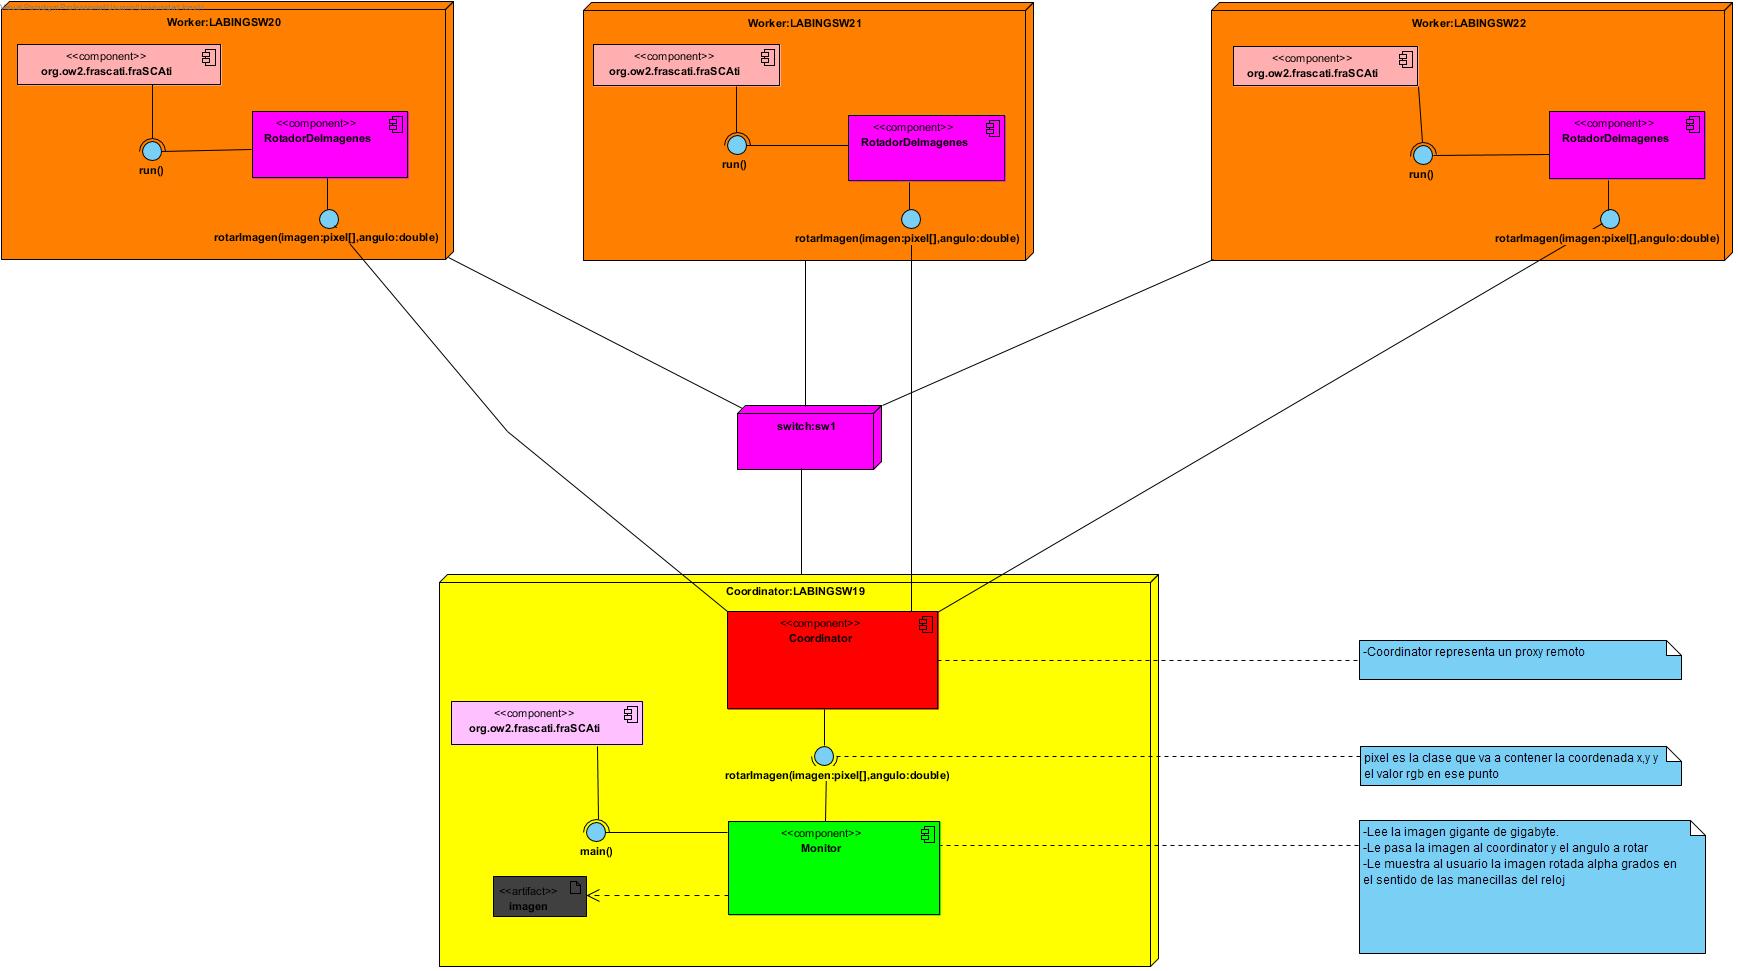 Worker:LABINGSW20
<<component>>
org.ow2.frascati.fraSCAti
<<component>>
RotadorDeImagenes
run()
rotarImagen(imagen:pixel[],angulo:double)
Worker:LABINGSW21
<<component>>
org.ow2.frascati.fraSCAti
<<component>>
RotadorDeImagenes
run()
rotarImagen(imagen:pixel[],angulo:double)
Worker:LABINGSW22
<<component>>
org.ow2.frascati.fraSCAti
<<component>>
RotadorDeImagenes
run()
rotarImagen(imagen:pixel[],angulo:double)
switch:sw1
Coordinator:LABINGSW19
<<component>>
Coordinator
<<component>>
org.ow2.frascati.fraSCAti
rotarImagen(imagen:pixel[],angulo:double)
main()
<<component>>
Monitor
<<artifact>>
imagen
-Coordinator representa un proxy remoto
pixel es la clase que va a contener la coordenada x,y y
el valor rgb en ese punto
-Lee la imagen gigante de gigabyte.
-Le pasa la imagen al coordinator y el angulo a rotar
-Le muestra al usuario la imagen rotada alpha grados en
el sentido de las manecillas del reloj